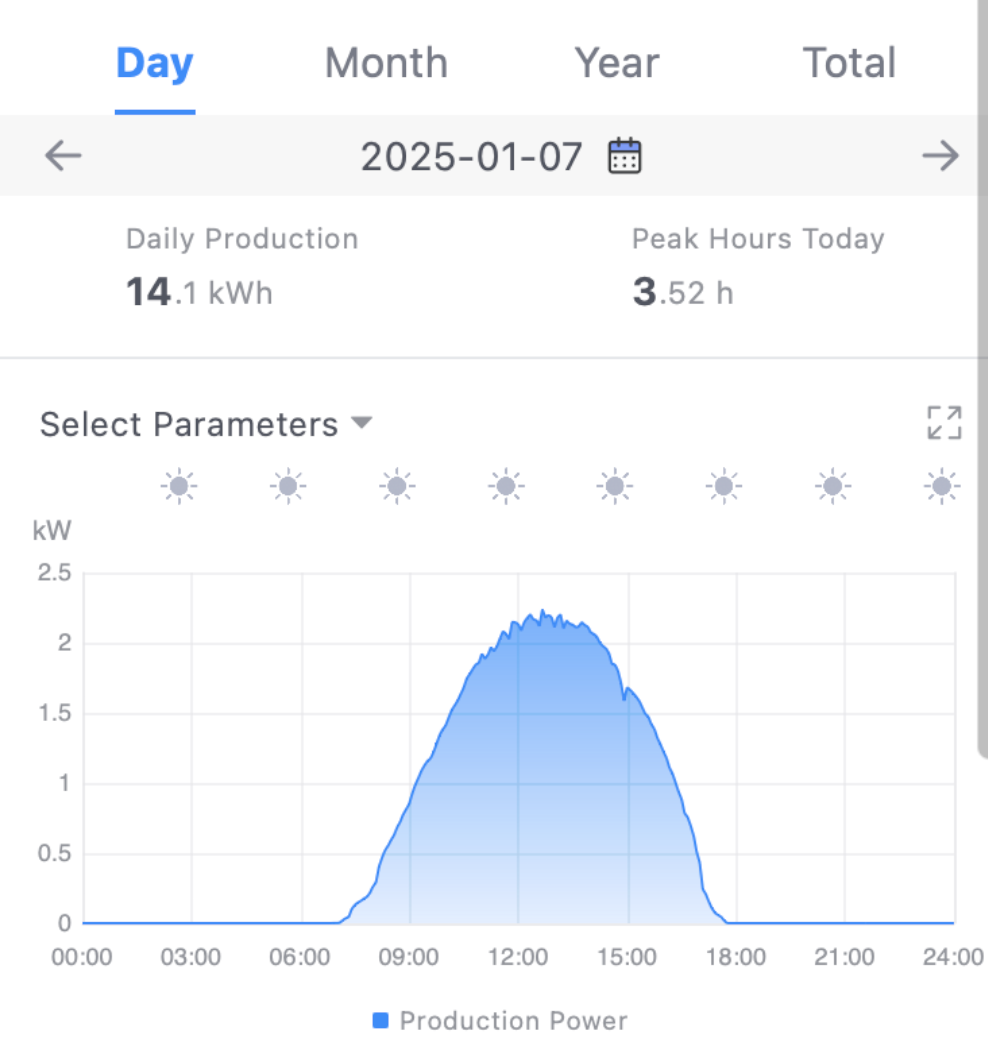 Day Month Year Total
2025-01-07
Daily Production Peak Hours Today
14.1 kWh 3.52 h
Select Parameters
kW
2.5
2
1.5
1
0.5
0
00:00 03:00 06:00 09:00 12:00 15:00 18:00 21:00 24:00
Production Power